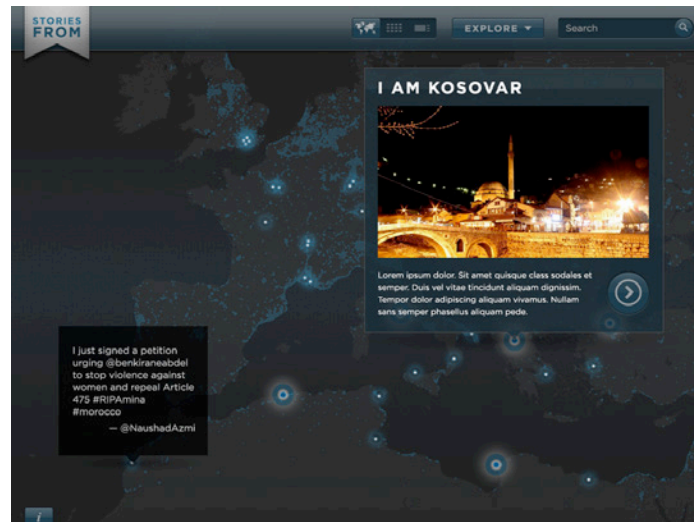 STORIES
FROM
EXPLORE
Search
I AM KOSOVAR
Lorem ipsum dolor. Sit amet quisque class sodales et
semper. Duis vel vitae tincidunt aliquam dignissim.
Tempor dolor adipiscing aliquam vivamus. Nullam
sans semper phasellus aliquam pede.
I just signed a petition
urging @benkiraneabdel
to stop violence against
women and repeal Article
475 #RIPAmina
#morocco
— @NaushadAzmi
i